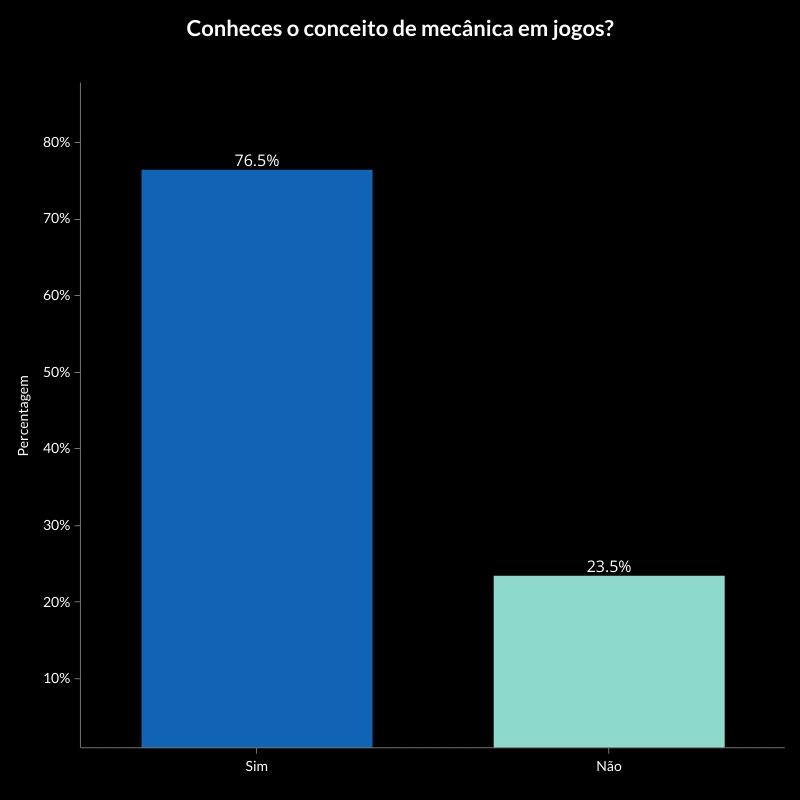 Conheces o conceito de mecânica em jogos?
80%
76.5%
70%
60%
50%
Percentagem
40%
30%
23.5%
20%
10%
Sim
Não